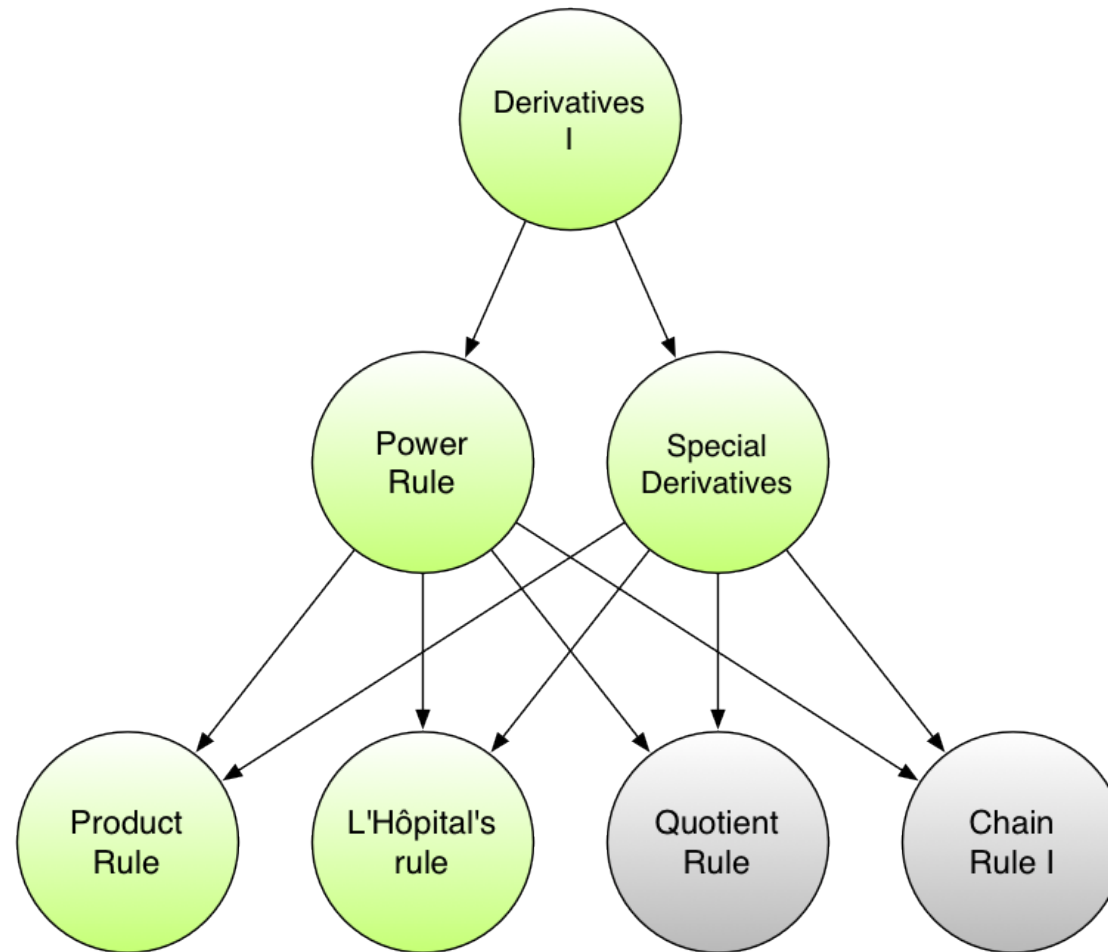 Derivatives
I
Power
Rule
Special
Derivatives
Product
Rule
L'Hôpital's
rule
Quotient
Rule
Chain
Rule I